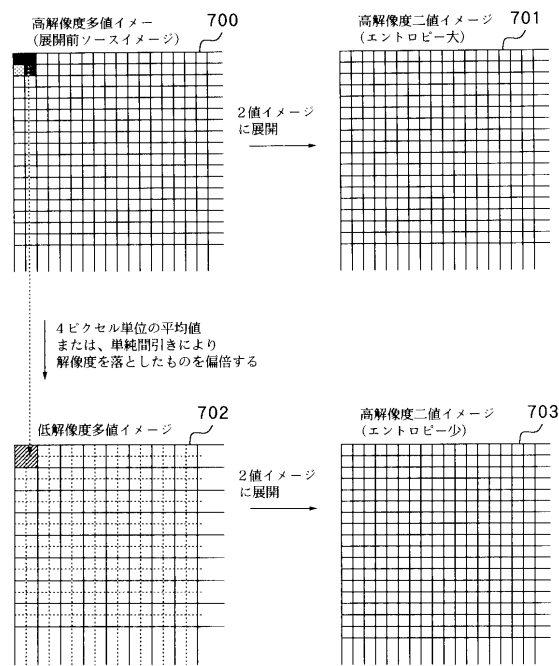 高解像度多値イメー
(展開前ソースイメージ)
700
高解像度二値イメージ
(エントロピー大)
701
2値イメージ
に展開
4ピクセル単位の平均値
または、単純間引きにより
解像度を落としたものを偏倍する
低解像度多値イメージ
702
高解像度二値イメージ
(エントロピー少)
703
2値イメージ
に展開